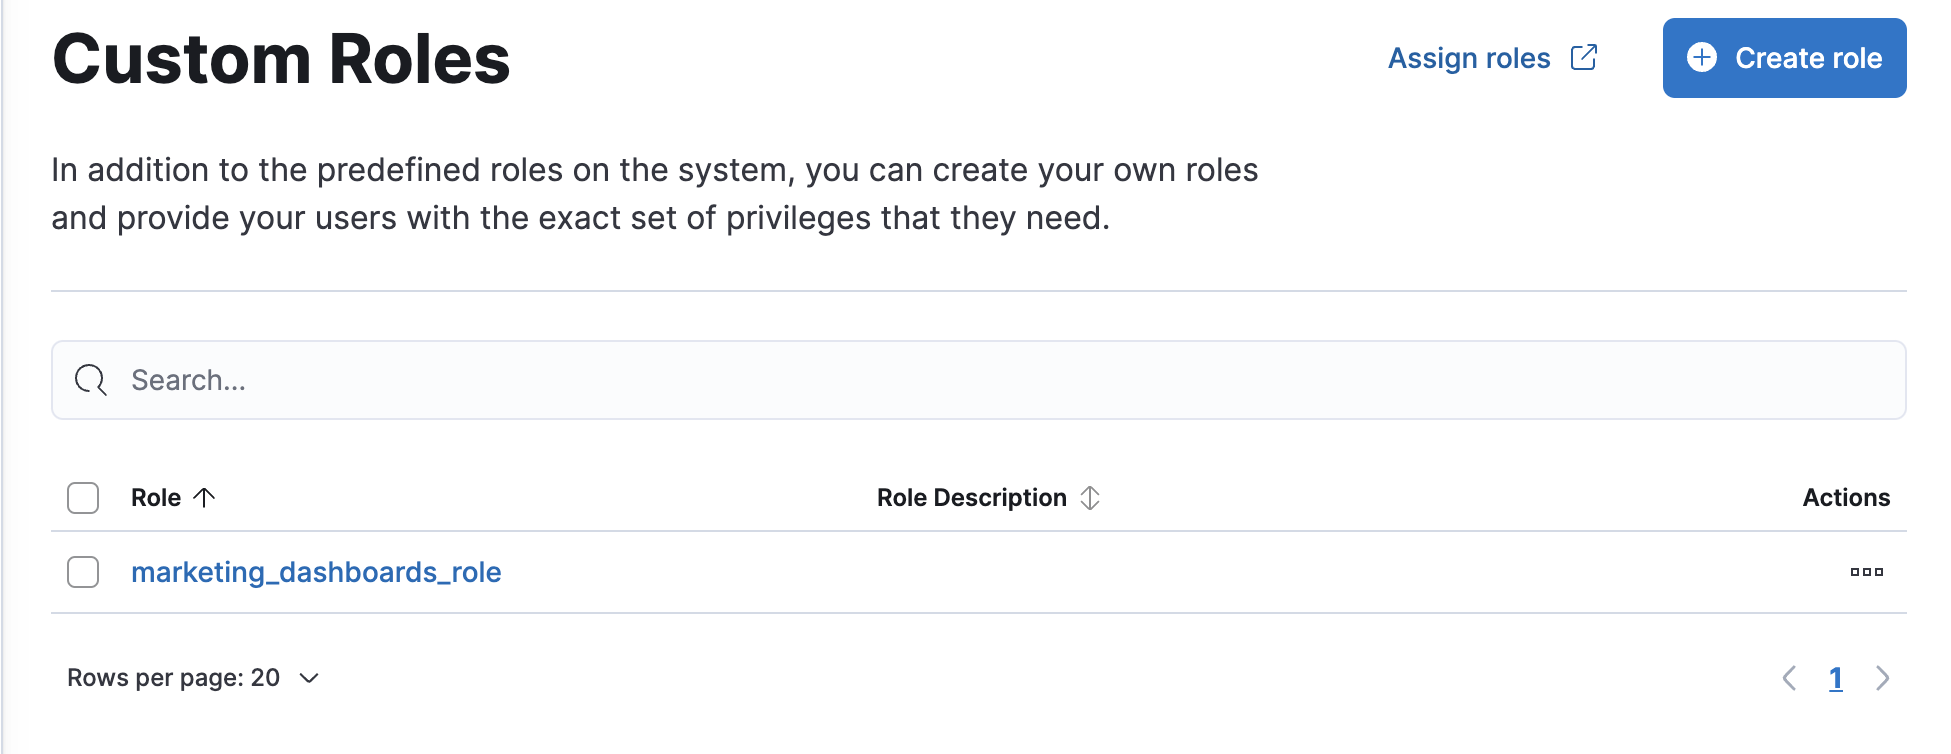 Custom Roles
Assign roles
Create role
In addition to the predefined roles on the system, you can create your own roles
and provide your users with the exact set of privileges that they need.
Search...
Role
Role Description
Actions
marketing_dashboards_role
Rows per page: 20
1